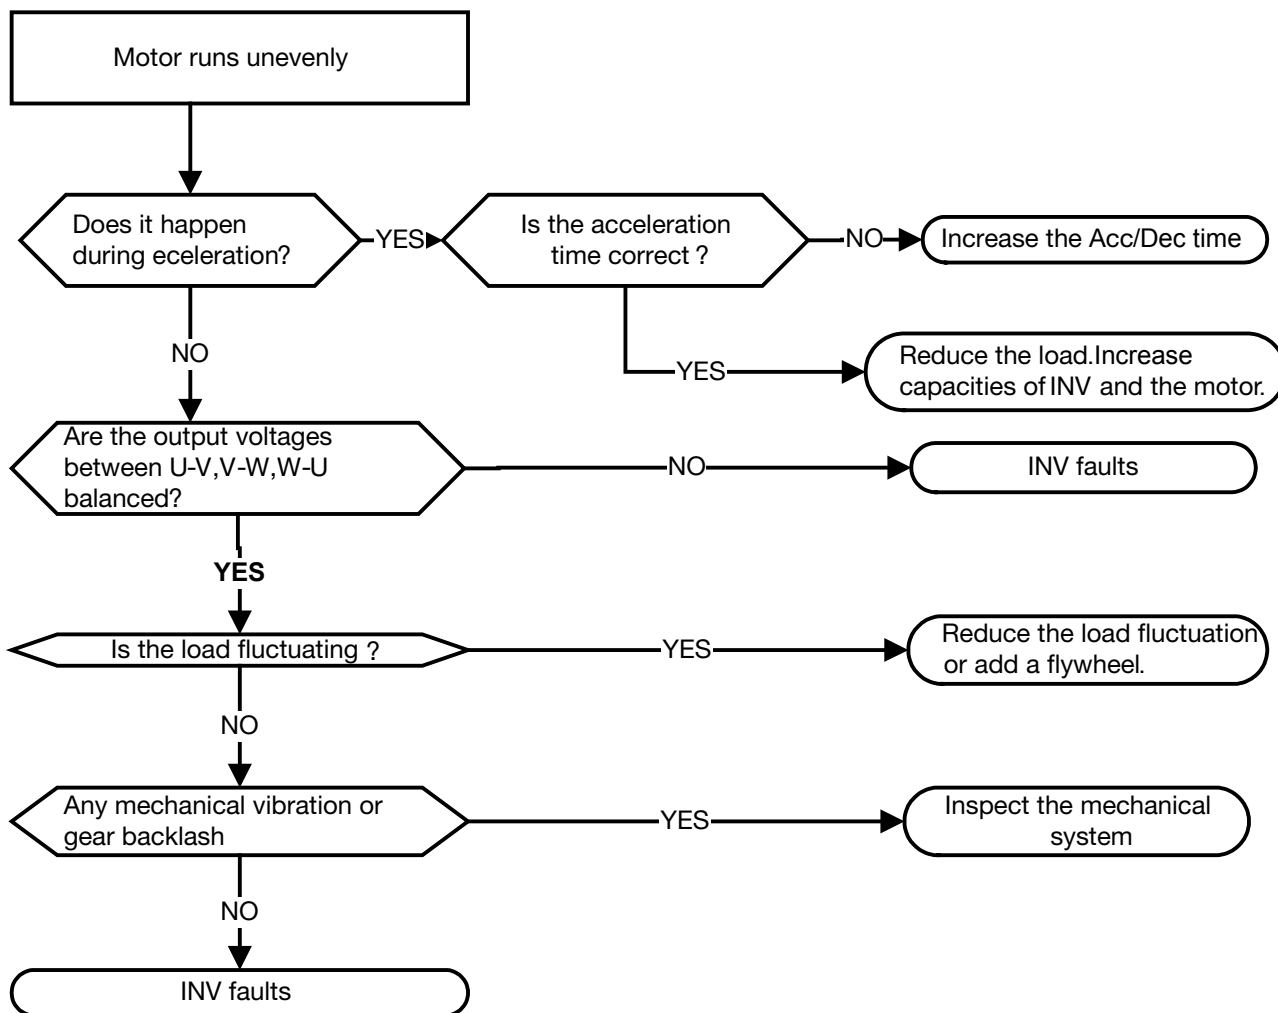 Motor runs unevenly
Does it happen
during eceleration?
YES
Is the acceleration
time correct ?
NO
Increase the Acc/Dec time
NO
YES
Reduce the load.Increase
capacities of INV and the motor.
Are the output voltages
between U-V,V-W,W-U
balanced?
NO
INV faults
YES
Is the load fluctuating ?
YES
Reduce the load fluctuation
or add a flywheel.
NO
Any mechanical vibration or
gear backlash
YES
Inspect the mechanical
system
NO
INV faults